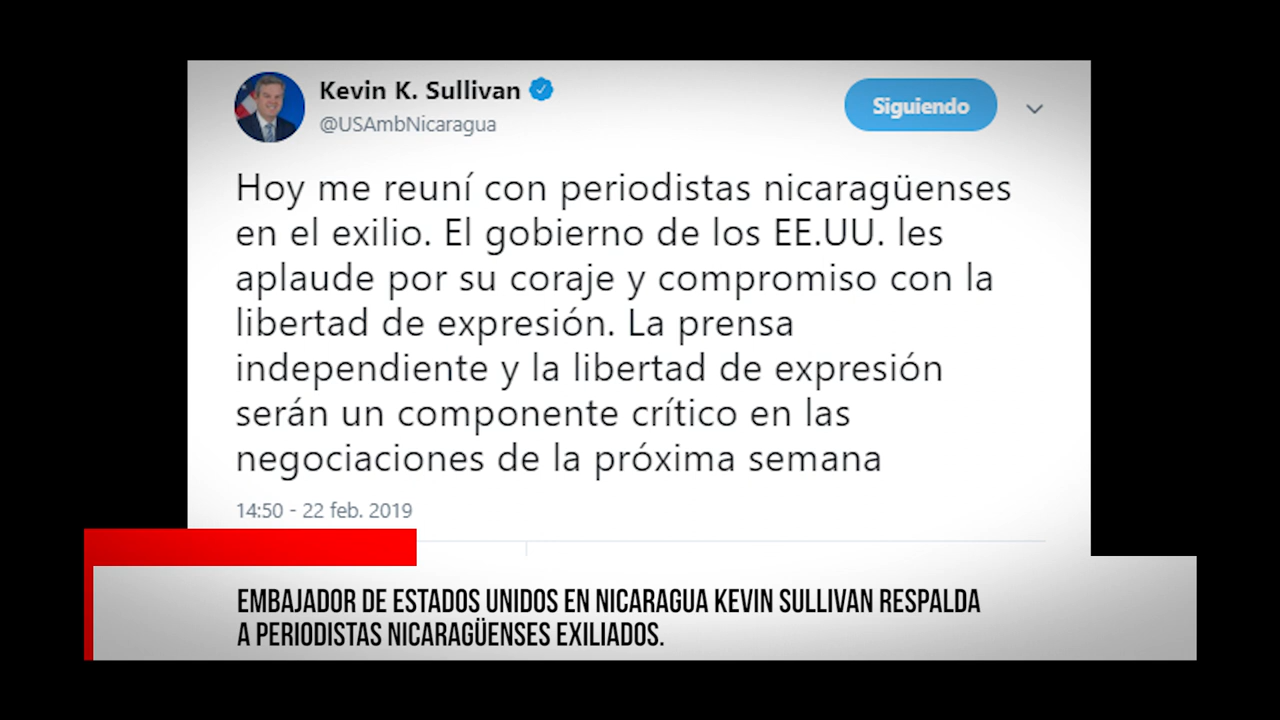 Kevin K. Sullivan
@USAmbNicaragua
Siguiendo
Hoy me reuní con periodistas nicaragüenses
en el exilio. El gobierno de los EE.UU. les
aplaude por su coraje y compromiso con la
libertad de expresión. La prensa
independiente y la libertad de expresión
serán un componente crítico en las
negociaciones de la próxima semana
14:50 - 22 feb. 2019
EMBAJADOR DE ESTADOS UNIDOS EN NICARAGUA KEVIN SULLIVAN RESPALDA
A PERIODISTAS NICARAGÜENSES EXILIADOS.